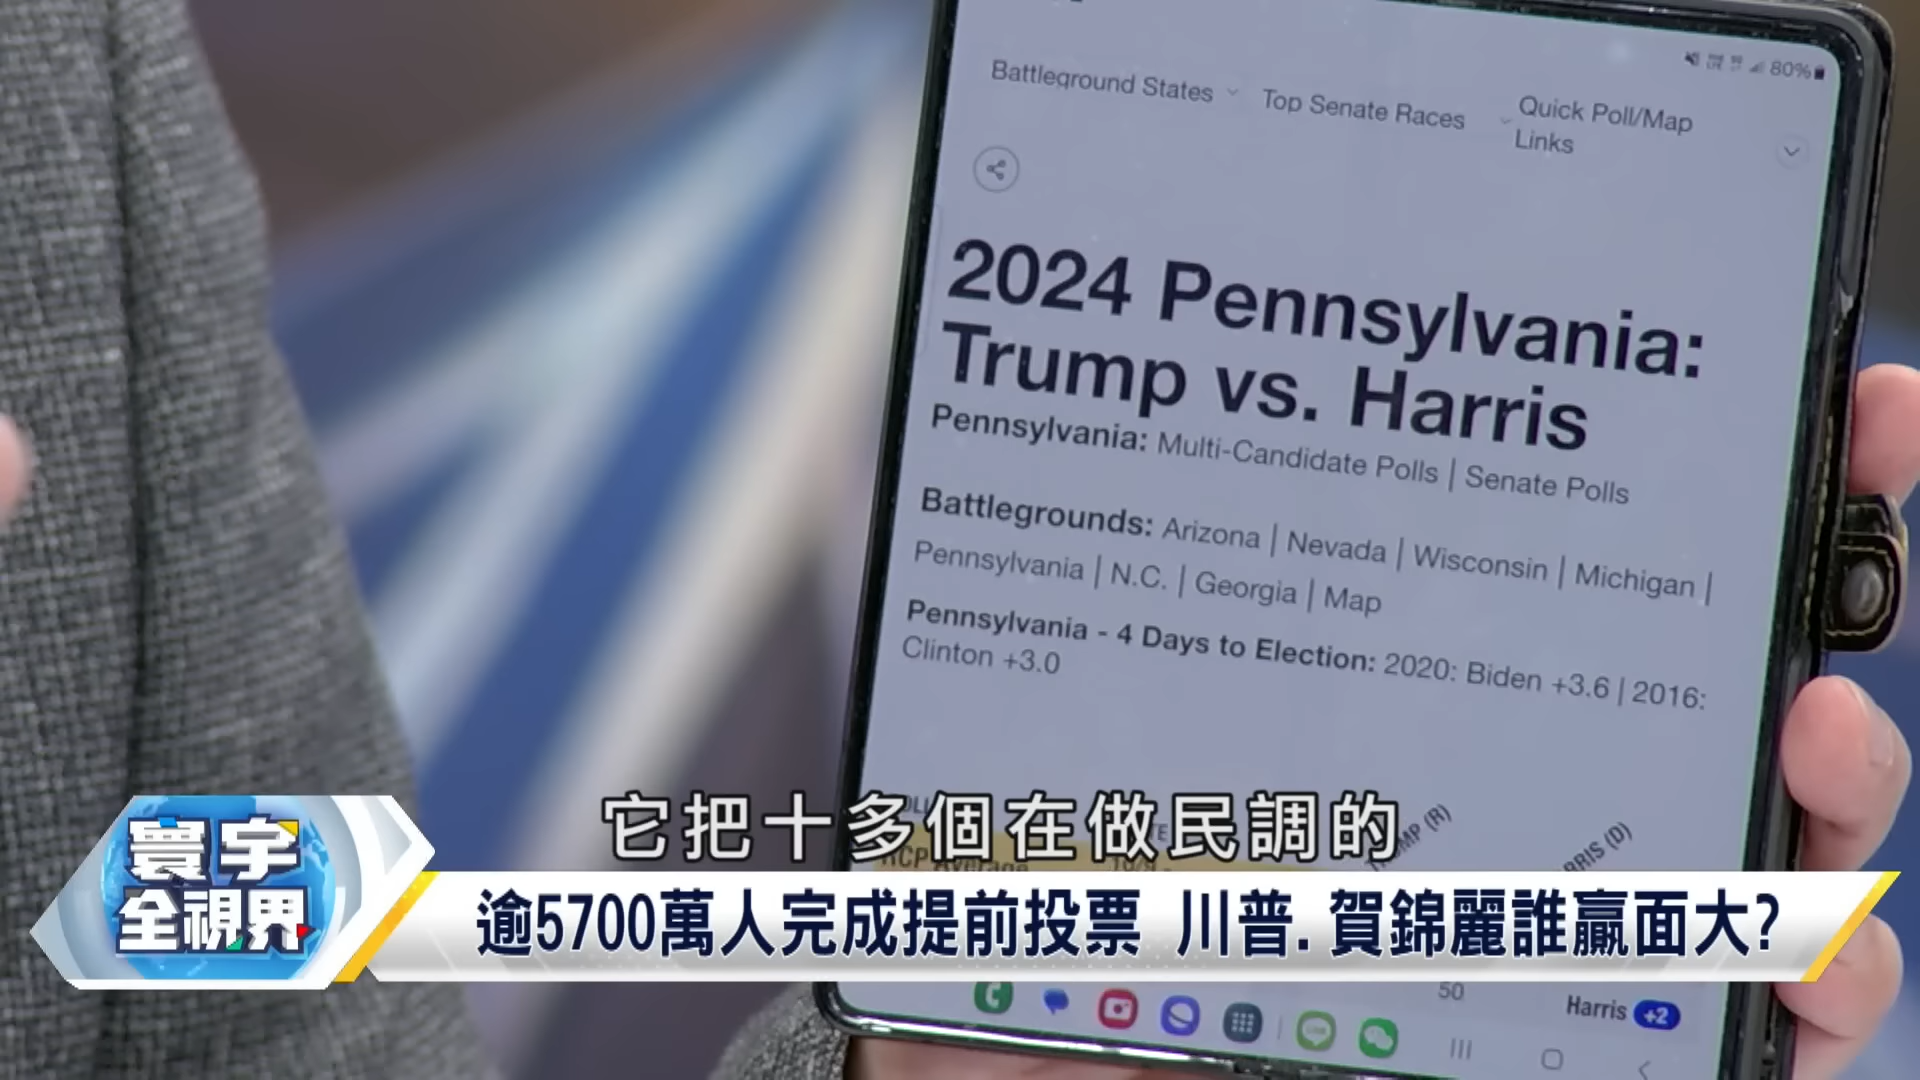 80%
Battleground States
Top Senate Races
Quick Poll/Map
Links
2024 Pennsylvania:
Trump vs. Harris
Pennsylvania: Multi-Candidate Polls | Senate Polls
Battlegrounds: Arizona | Nevada | Wisconsin | Michigan |
Pennsylvania | N.C. | Georgia | Map
Pennsylvania - 4 Days to Election: 2020: Biden +3.6 | 2016:
Clinton +3.0
它把十多個在做民調的
RCP Average
寰宇
全視界
逾5700萬人完成提前投票 川普.賀錦麗誰贏面大?
50
Harris +2